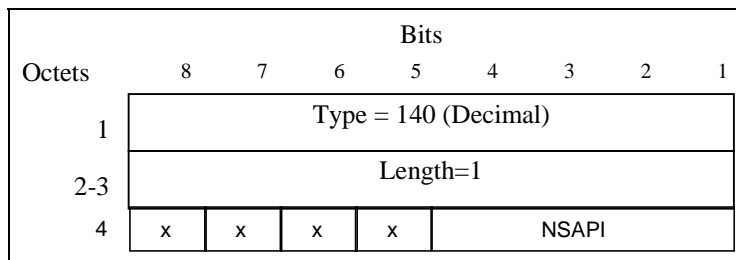 Bits
Octets 8 7 6 5 4 3 2 1
1 Type = 140 (Decimal)
2-3 Length=1
4 x x x x NSAPI